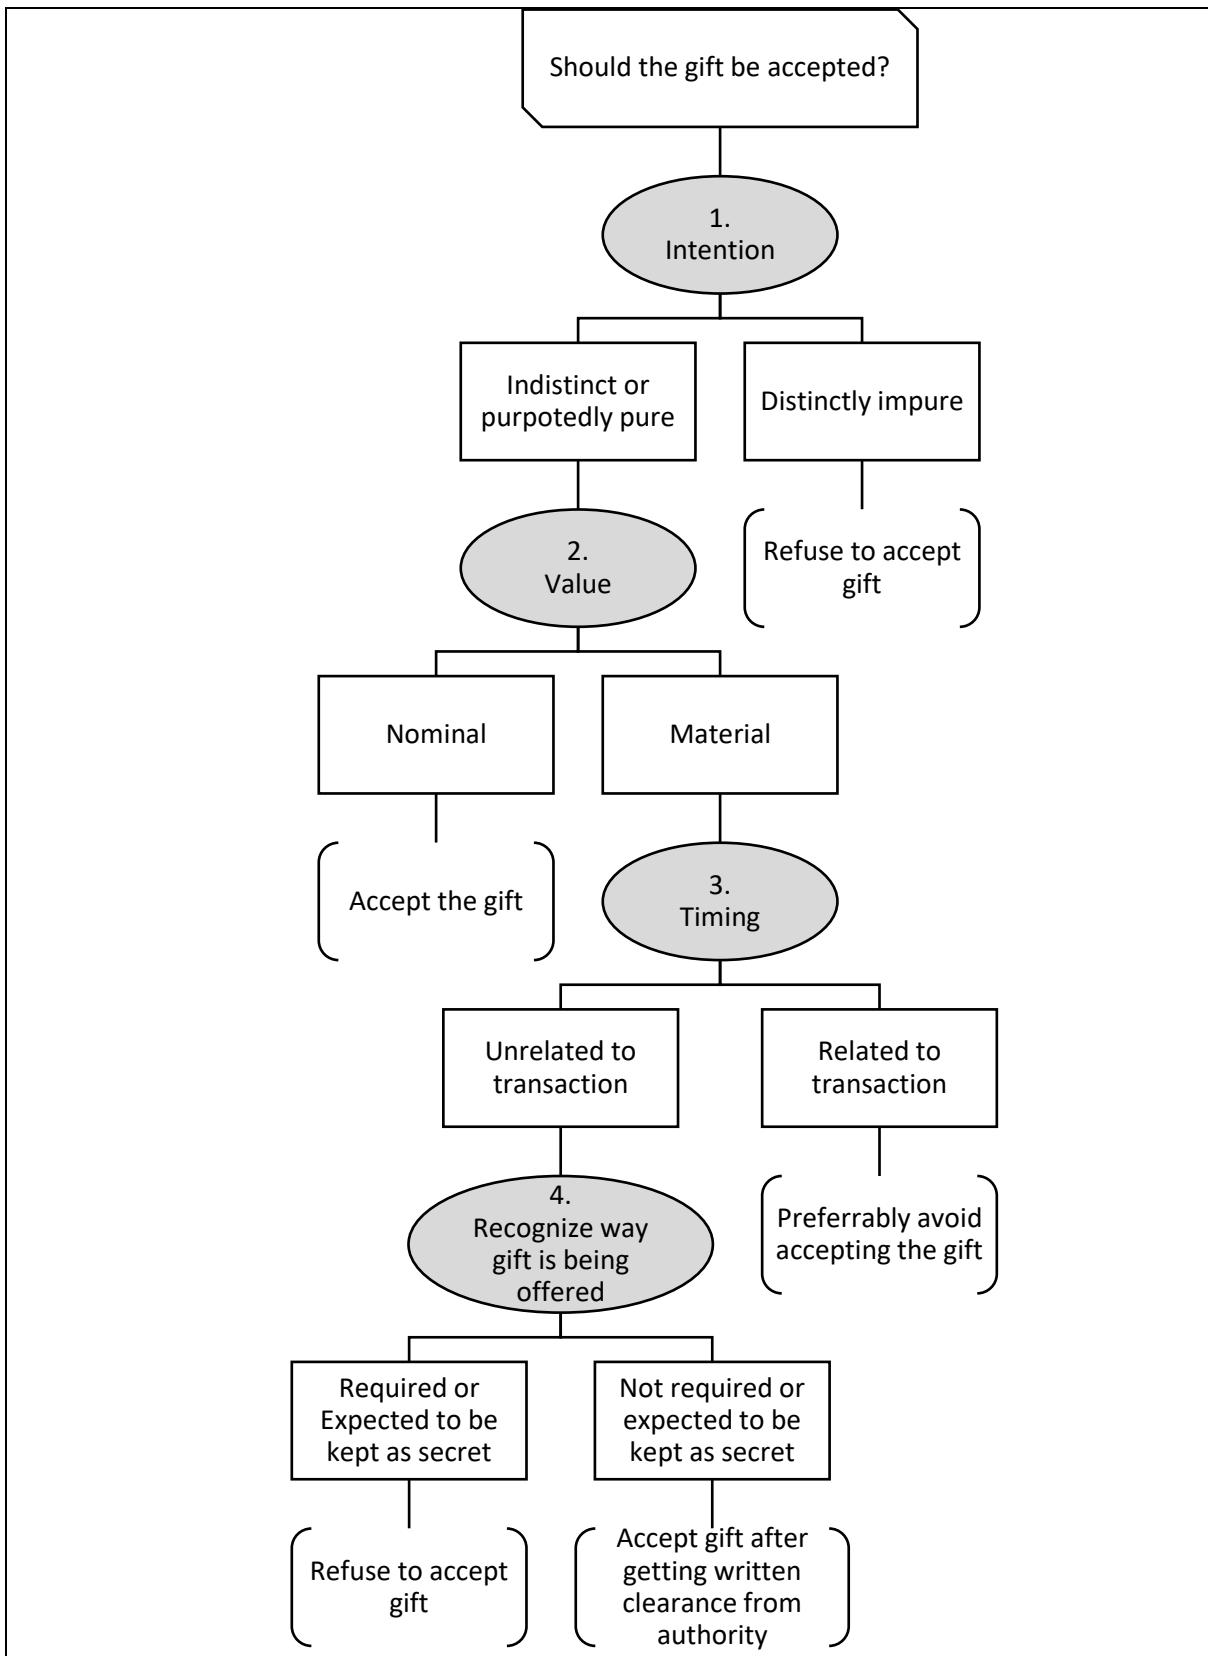 Should the gift be accepted?
1.
Intention
Indistinct or
purpotedly pure
Distinctly impure
2.
Value
Refuse to accept
gift
Nominal
Material
Accept the gift
3.
Timing
Unrelated to
transaction
Related to
transaction
4.
Recognize way
gift is being
offered
Preferrably avoid
accepting the gift
Required or
Expected to be
kept as secret
Not required or
expected to be
kept as secret
Refuse to accept
gift
Accept gift after
getting written
clearance from
authority